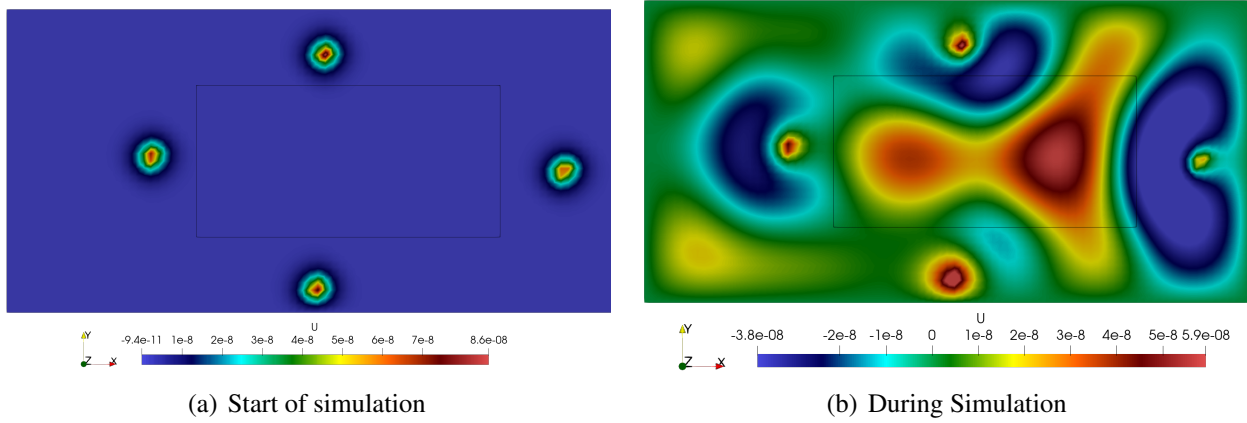 U
-9.4e-11 1e-8 2e-8 3e-8 4e-8 5e-8 6e-8 7e-8 8.6e-08
Y
Z X
(a) Start of simulation
U
-3.8e-08 -2e-8 -1e-8 0 1e-8 2e-8 3e-8 4e-8 5e-8 5.9e-08
Y
Z X
(b) During Simulation